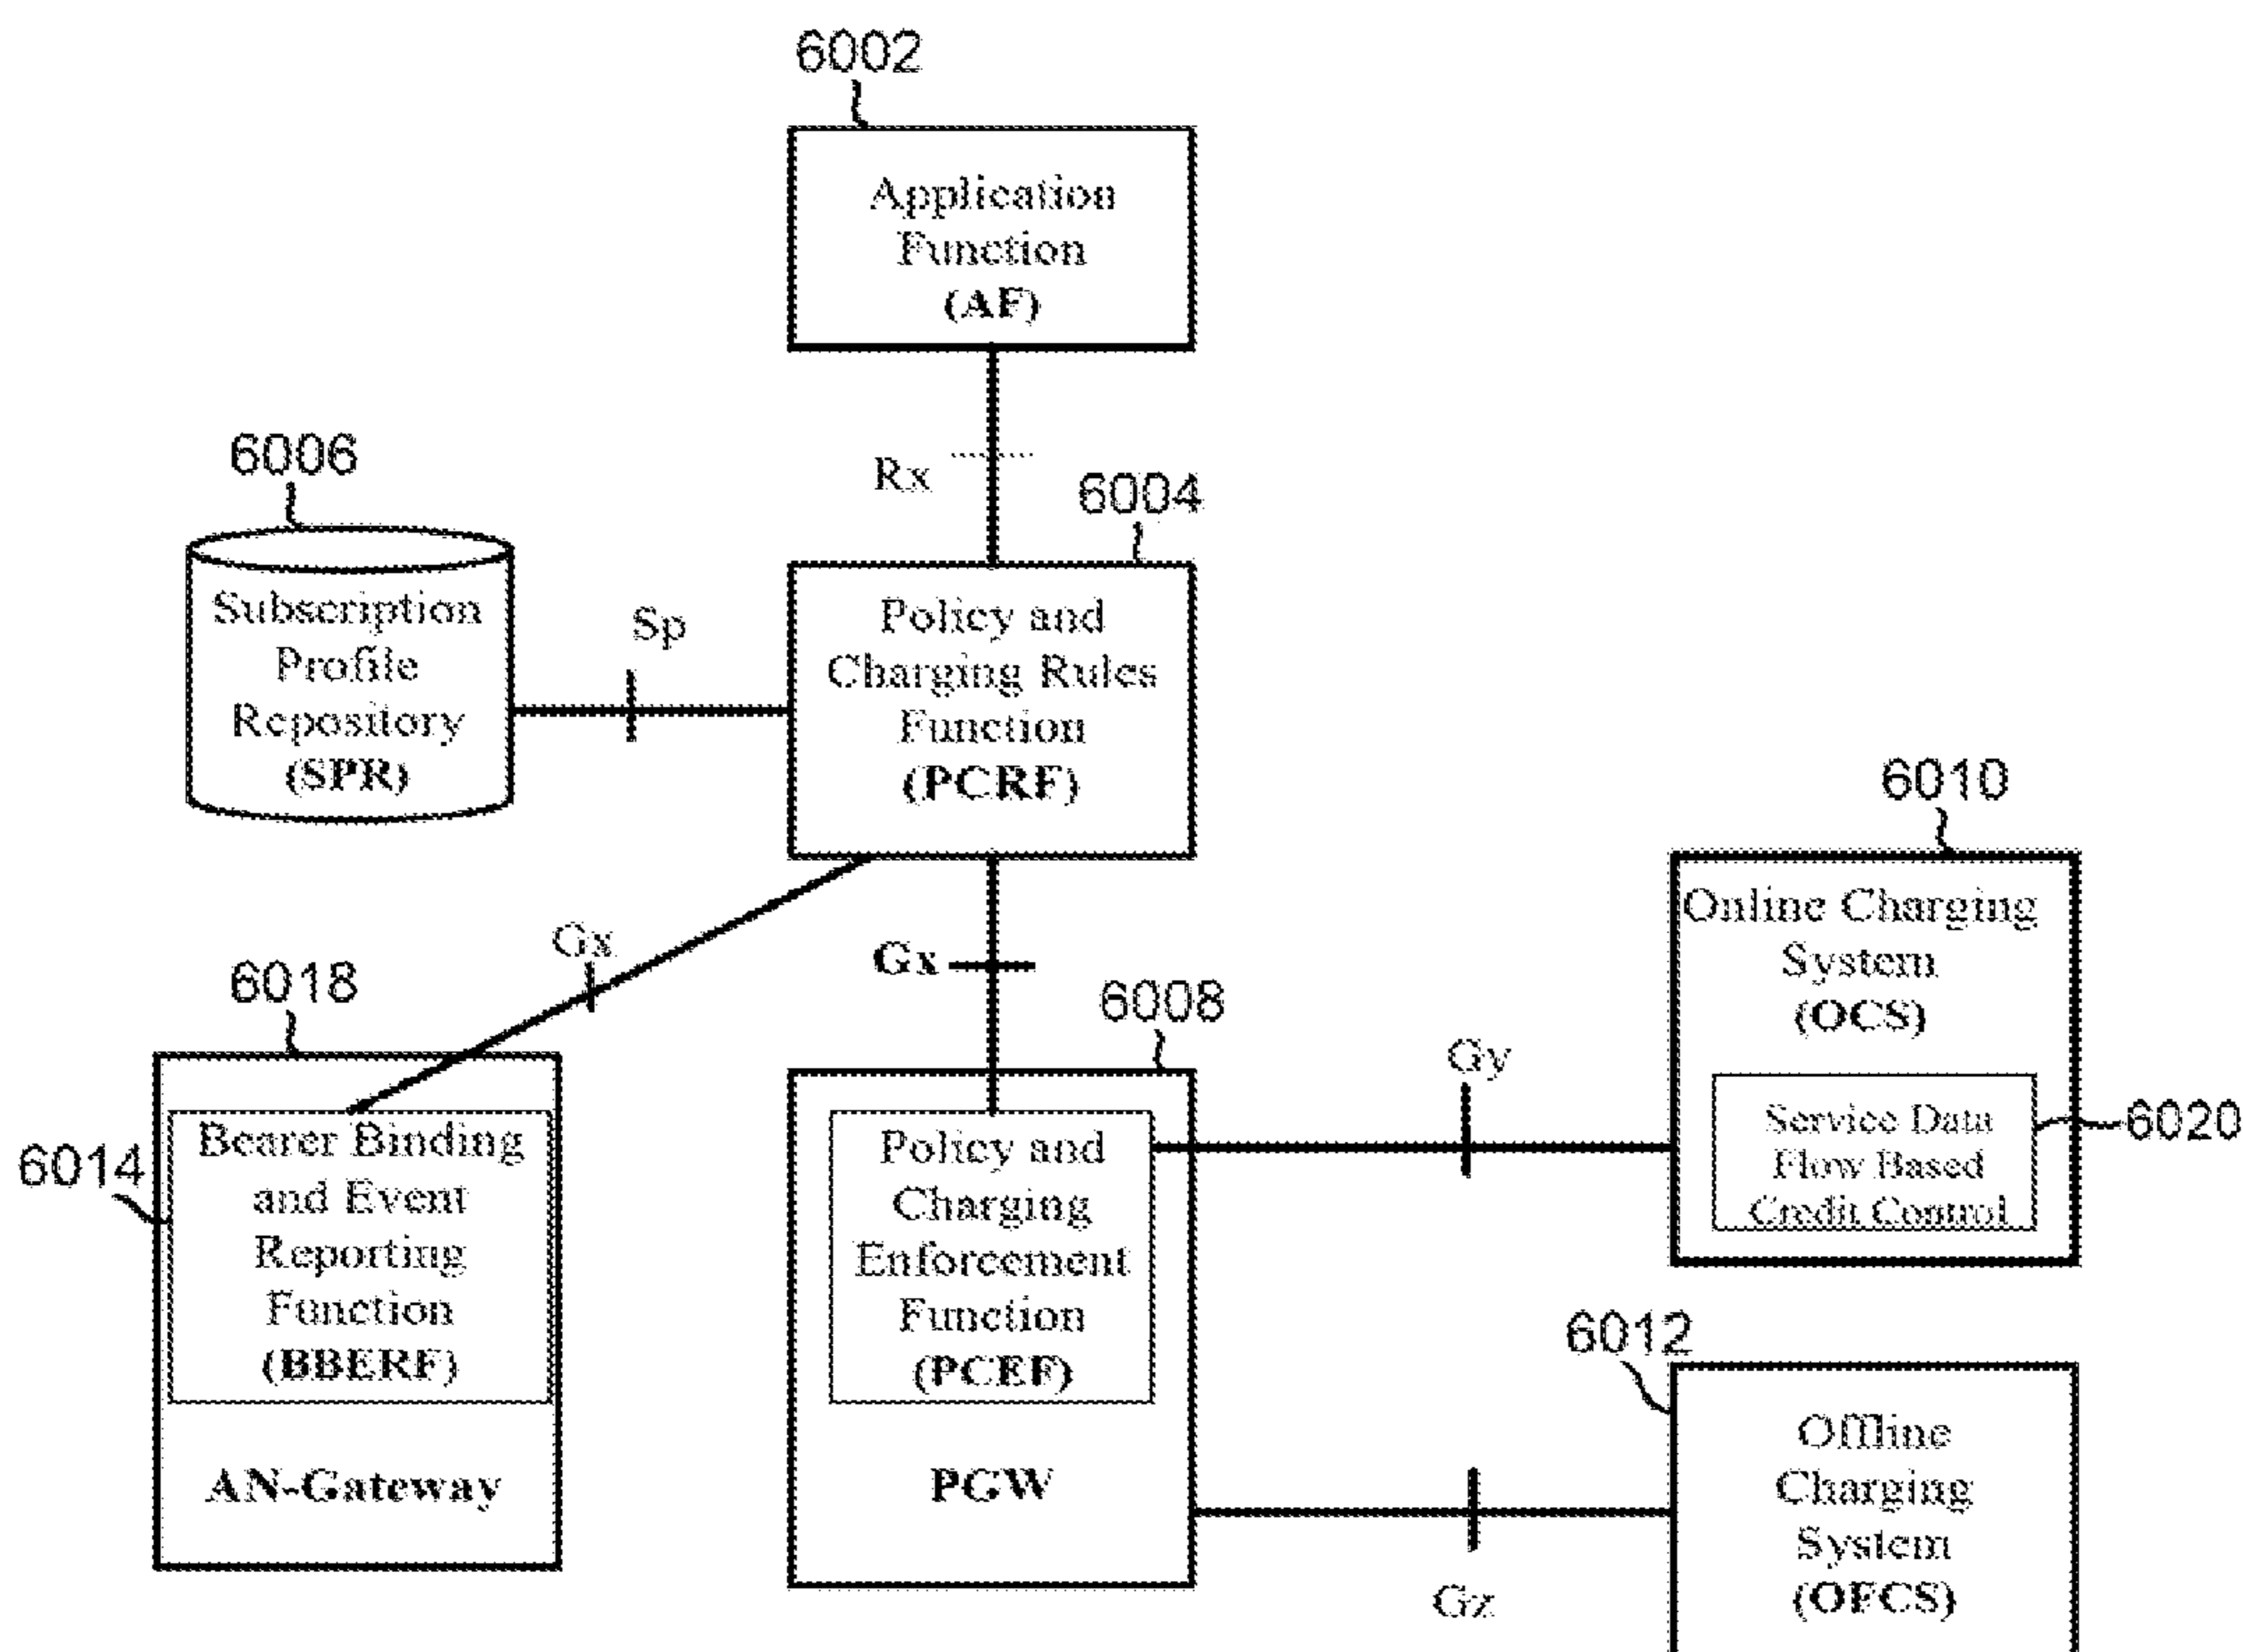 6002
Application
Function
(AF)
Rx
6006
6004
Subscription
Profile
Repository
(SPR)
Sp
Policy and
Charging Rules
Function
(PCRF)
6010
Online Charging
System
(OCS)
Service Data
Flow Based
Credit Control
6020
Gx
Gx
6018
6014
Bearer Binding
and Event
Reporting
Function
(BBERF)
AN-Gateway
6008
Policy and
Charging
Enforcement
Function
(PCEF)
PGW
Gy
6012
Offline
Charging
System
(OFCS)
Gz